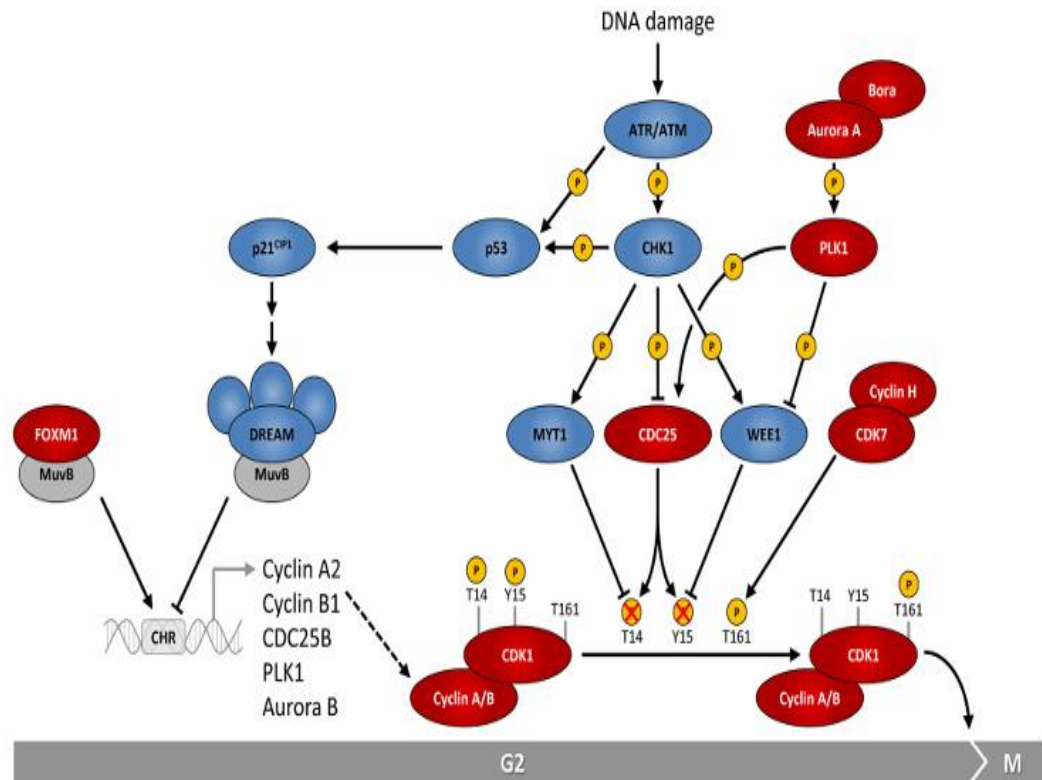 DNA damage
Bora
ATR/ATM
Aurora A
P
P
P
p21CIP1
p53
P
CHK1
PLK1
P
P
P
P
P
Cyclin H
FOXM1
DREAM
MYT1
CDC25
WEE1
CDK7
MuvB
MuvB
Cyclin A2
Cyclin B1
CDC25B
PLK1
Aurora B
CHR
P
P
T14
Y15
T161
CDK1
Cyclin A/B
P
P
P
T14
Y15
T161
T14
Y15
P
T161
CDK1
Cyclin A/B
G2
M